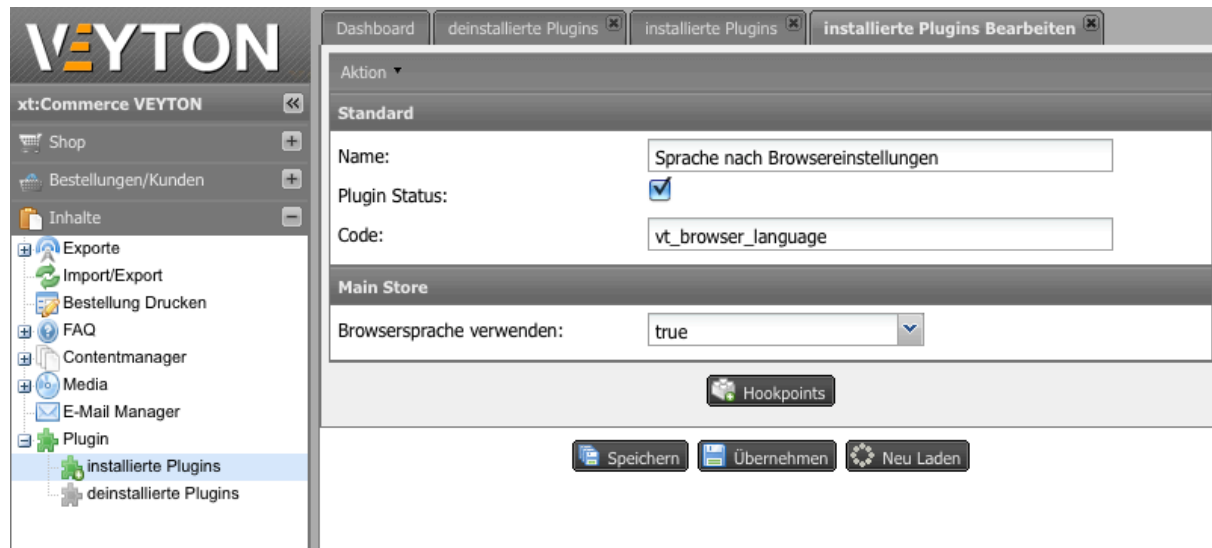 VEYTON
xt:Commerce VEYTON
Shop
Bestellungen/Kunden
Inhalte
Exporte
Import/Export
Bestellung Drucken
FAQ
Contentmanager
Media
E-Mail Manager
Plugin
installierte Plugins
deinstallierte Plugins
Dashboard
deinstallierte Plugins
installierte Plugins
installierte Plugins Bearbeiten
Aktion
Standard
Name:
Sprache nach Browsereinstellungen
Plugin Status:
Code:
vt_browser_language
Main Store
Browsersprache verwenden:
true
Hookpoints
Speichern
Übernehmen
Neu Laden